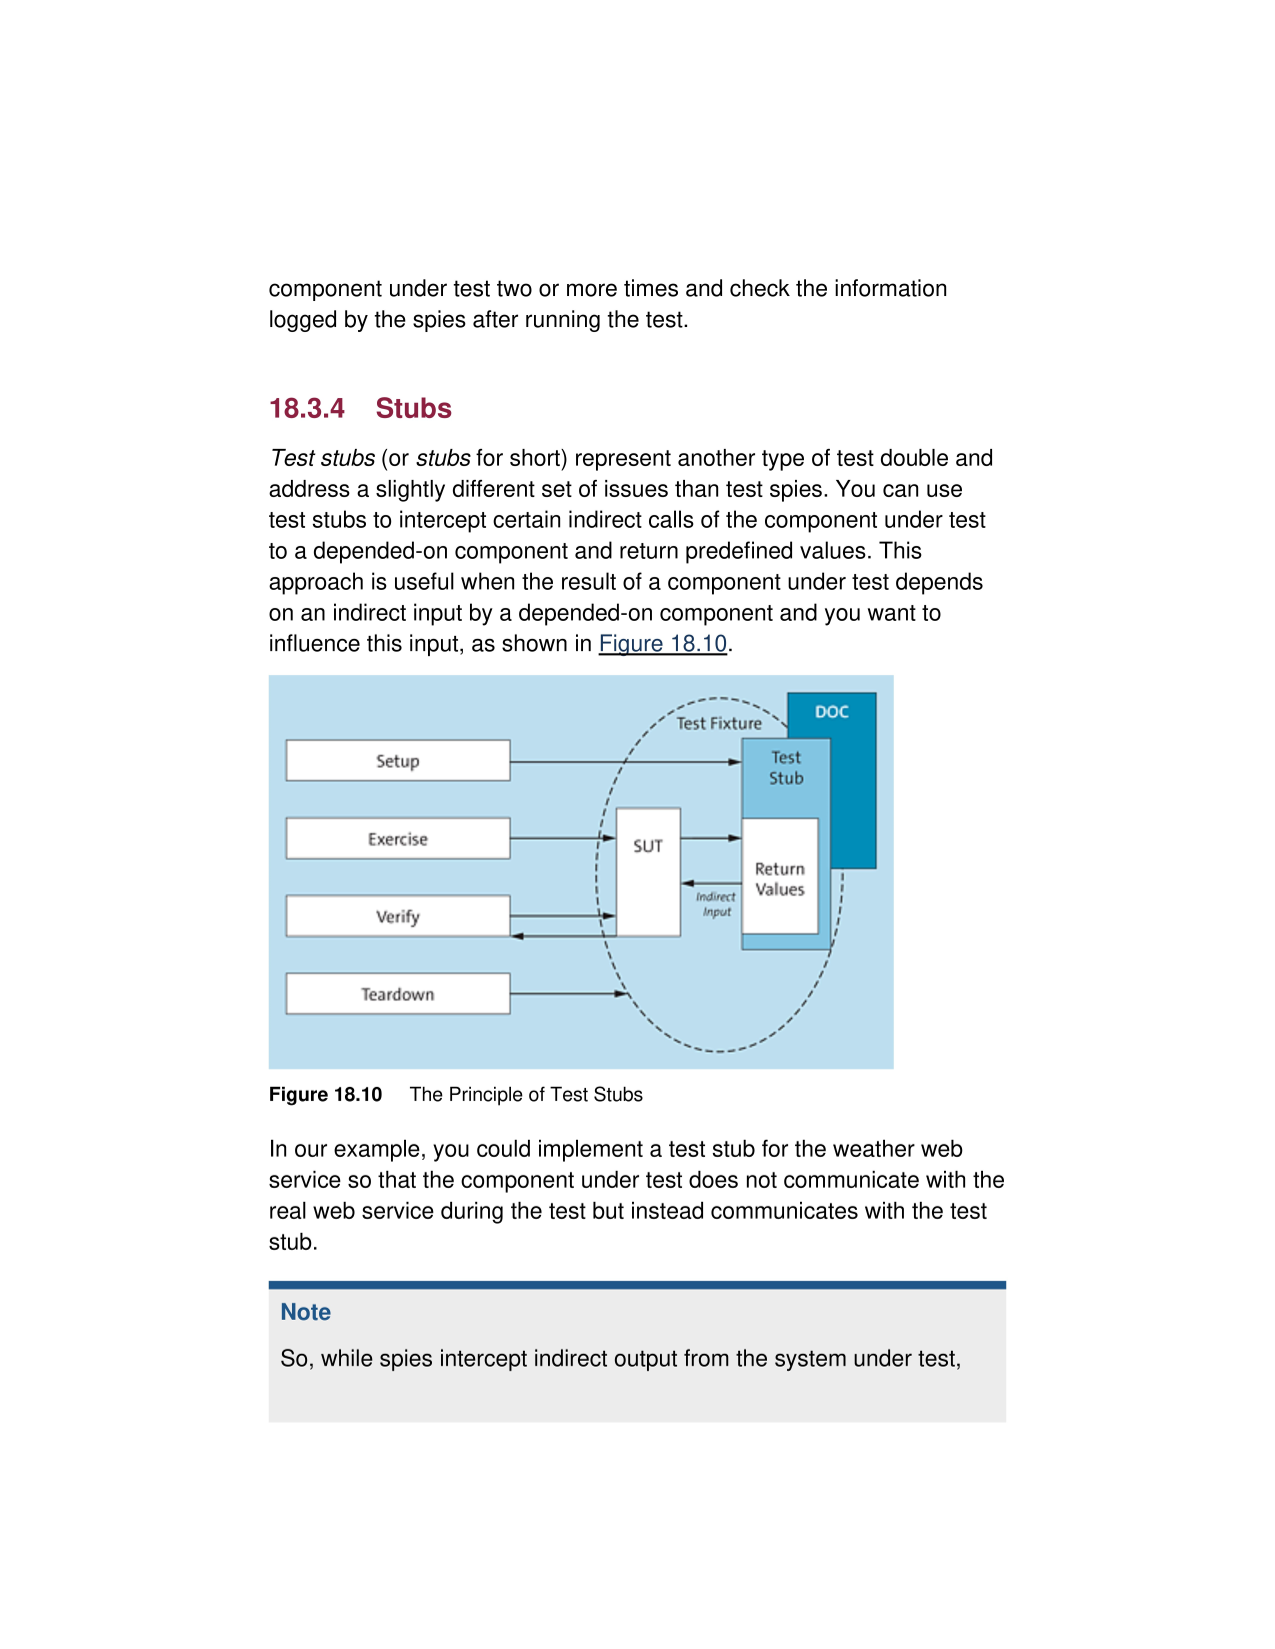 component under test two or more times and check the information
logged by the spies after running the test.
18.3.4 Stubs
Test stubs (or stubs for short) represent another type of test double and
address a slightly different set of issues than test spies. You can use
test stubs to intercept certain indirect calls of the component under test
to a depended-on component and return predefined values. This
approach is useful when the result of a component under test depends
on an indirect input by a depended-on component and you want to
influence this input, as shown in Figure 18.10.
DOC
Test Fixture
Setup
Test
Stub
Exercise
SUT
Return
Values
Indirect
Input
Verify
Teardown
Figure 18.10 The Principle of Test Stubs
In our example, you could implement a test stub for the weather web
service so that the component under test does not communicate with the
real web service during the test but instead communicates with the test
stub.
Note
So, while spies intercept indirect output from the system under test,